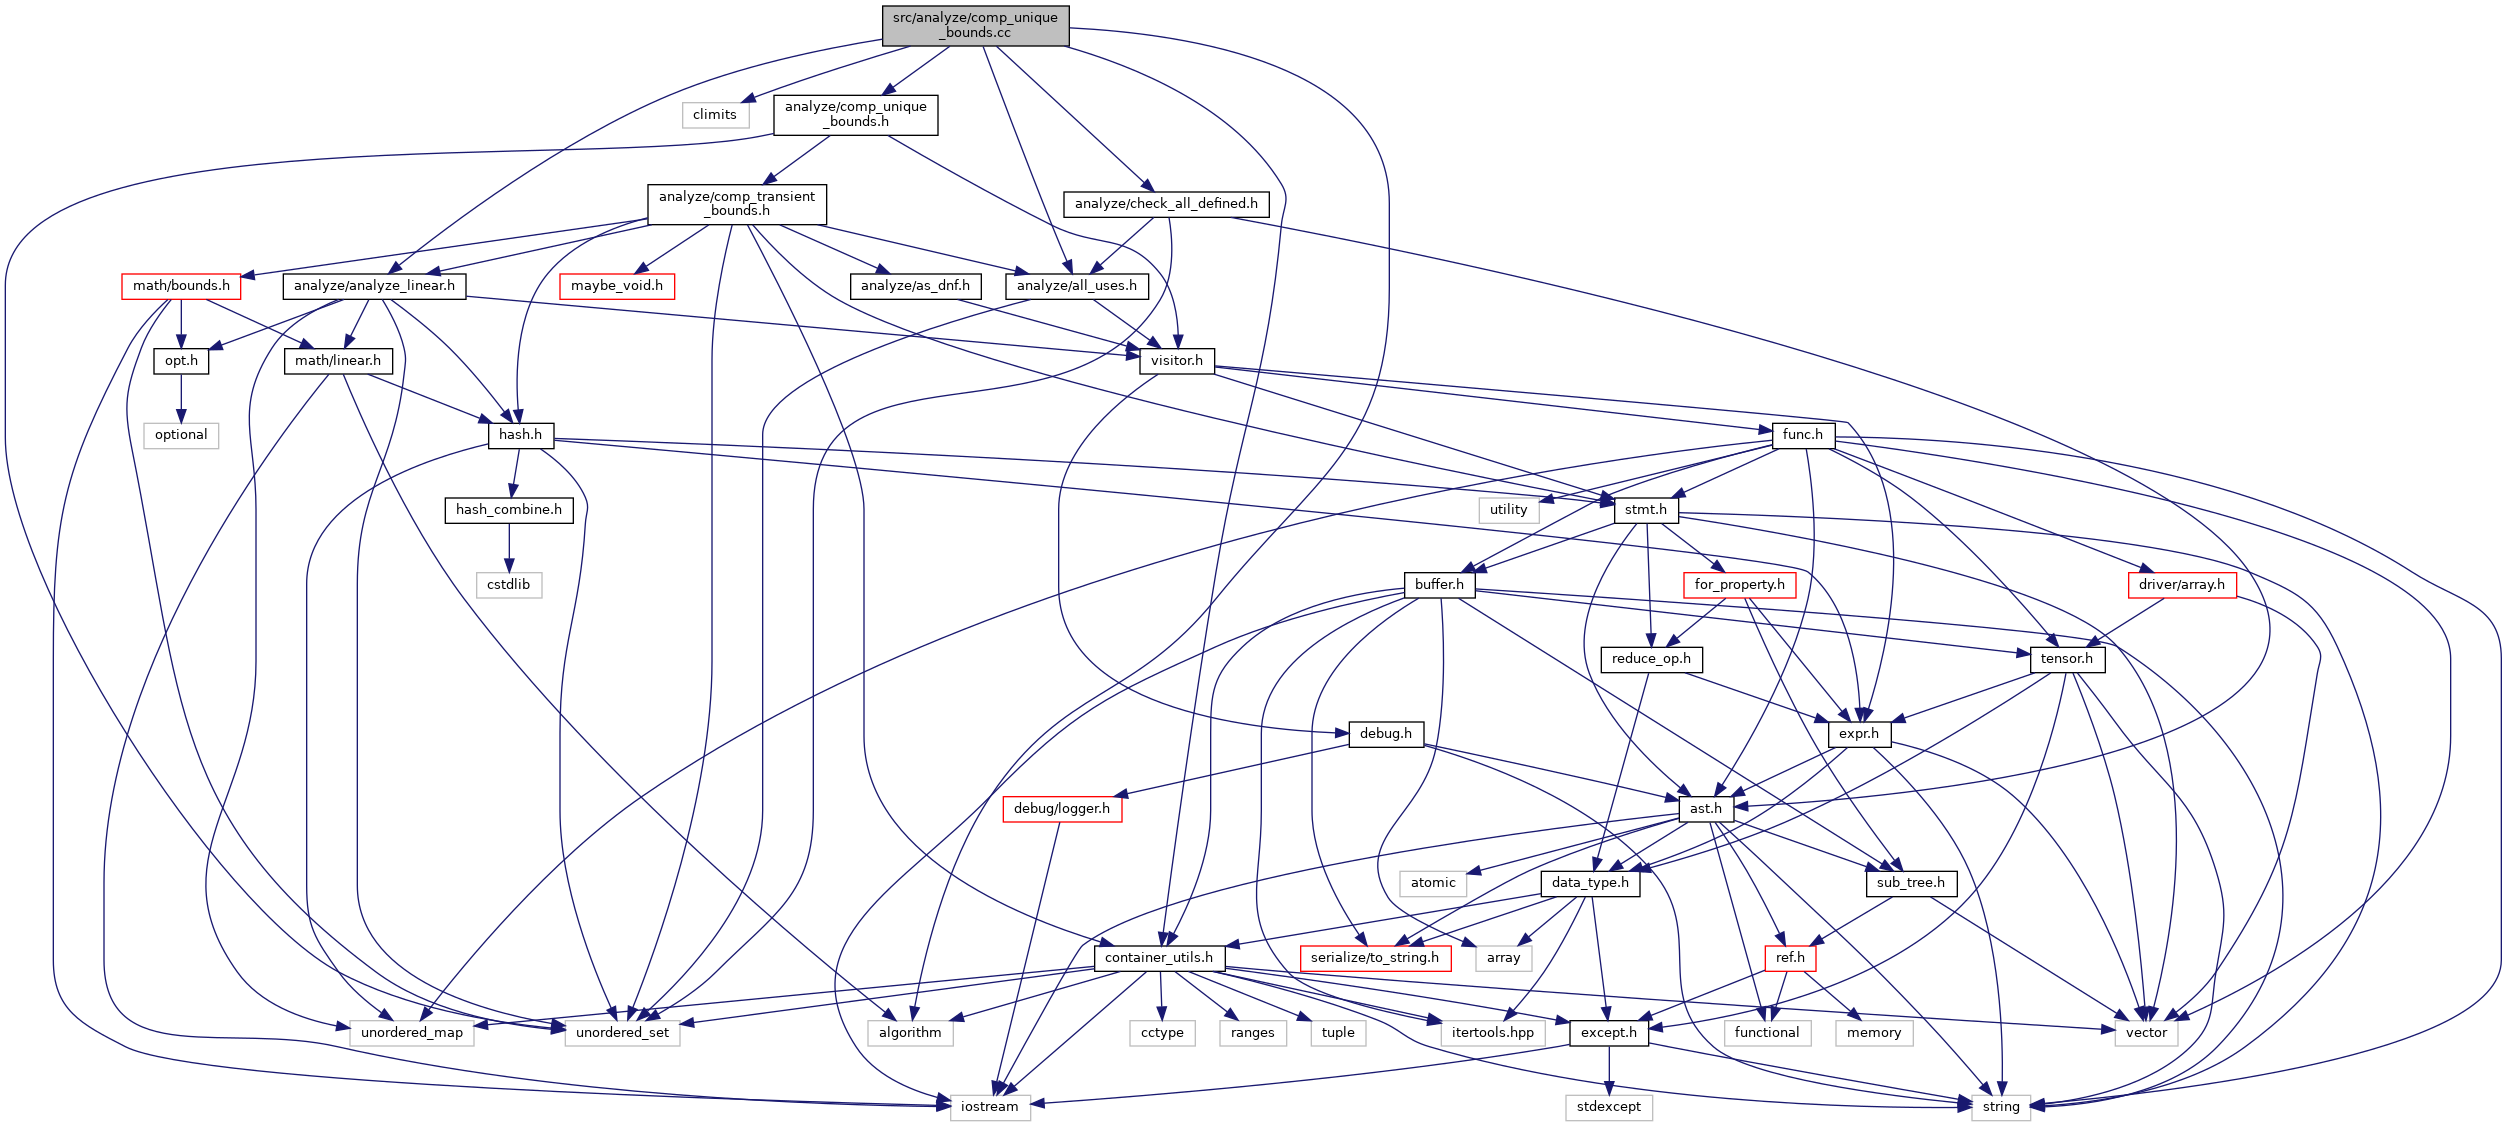 src/analyze/comp_unique
_bounds.cc
climits
analyze/comp_unique
_bounds.h
analyze/comp_transient
_bounds.h
analyze/check_all_defined.h
math/bounds.h
analyze/analyze_linear.h
maybe_void.h
analyze/as_dnf.h
analyze/all_uses.h
opt.h
math/linear.h
visitor.h
optional
hash.h
func.h
hash_combine.h
utility
stmt.h
cstdlib
buffer.h
for_property.h
driver/array.h
reduce_op.h
tensor.h
debug.h
expr.h
debug/logger.h
ast.h
atomic
data_type.h
sub_tree.h
container_utils.h
serialize/to_string.h
array
ref.h
unordered_map
unordered_set
algorithm
cctype
ranges
tuple
itertools.hpp
except.h
functional
memory
vector
iostream
stdexcept
string